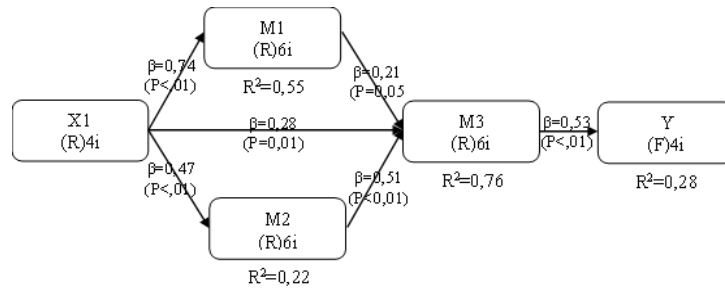 M1
(R)6i
β=0,74
(P<,01)
R²=0,55
β=0,21
(P=0,05
X1
(R)4i
β=0,28
(P=0,01)
M3
(R)6i
R²=0,76
β=0,53
(P<,01)
Y
(F)4i
R²=0,28
β=0,47
(P<,01)
β=0,51
(P<0,01)
M2
(R)6i
R²=0,22